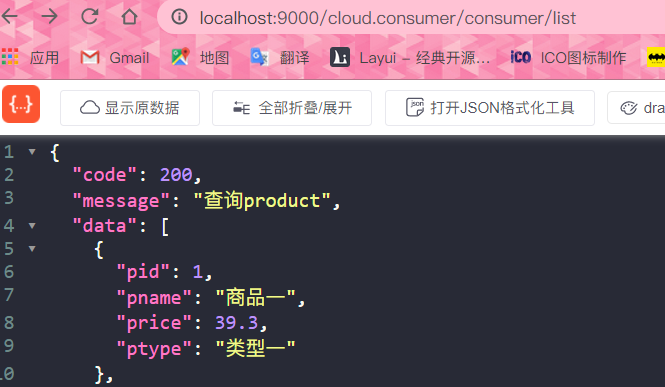 localhost:9000/cloud.consumer/consumer/list
应用 Gmail 地图 翻译 Layui – 经典开源... ICO ICO图标制作
{...} 显示原数据 全部折叠/展开 json 打开JSON格式化工具 dra
1 {
2 "code": 200,
3 "message": "查询product",
4 "data": [
5 {
6 "pid": 1,
7 "pname": "商品一",
8 "price": 39.3,
9 "ptype": "类型一"
10 },